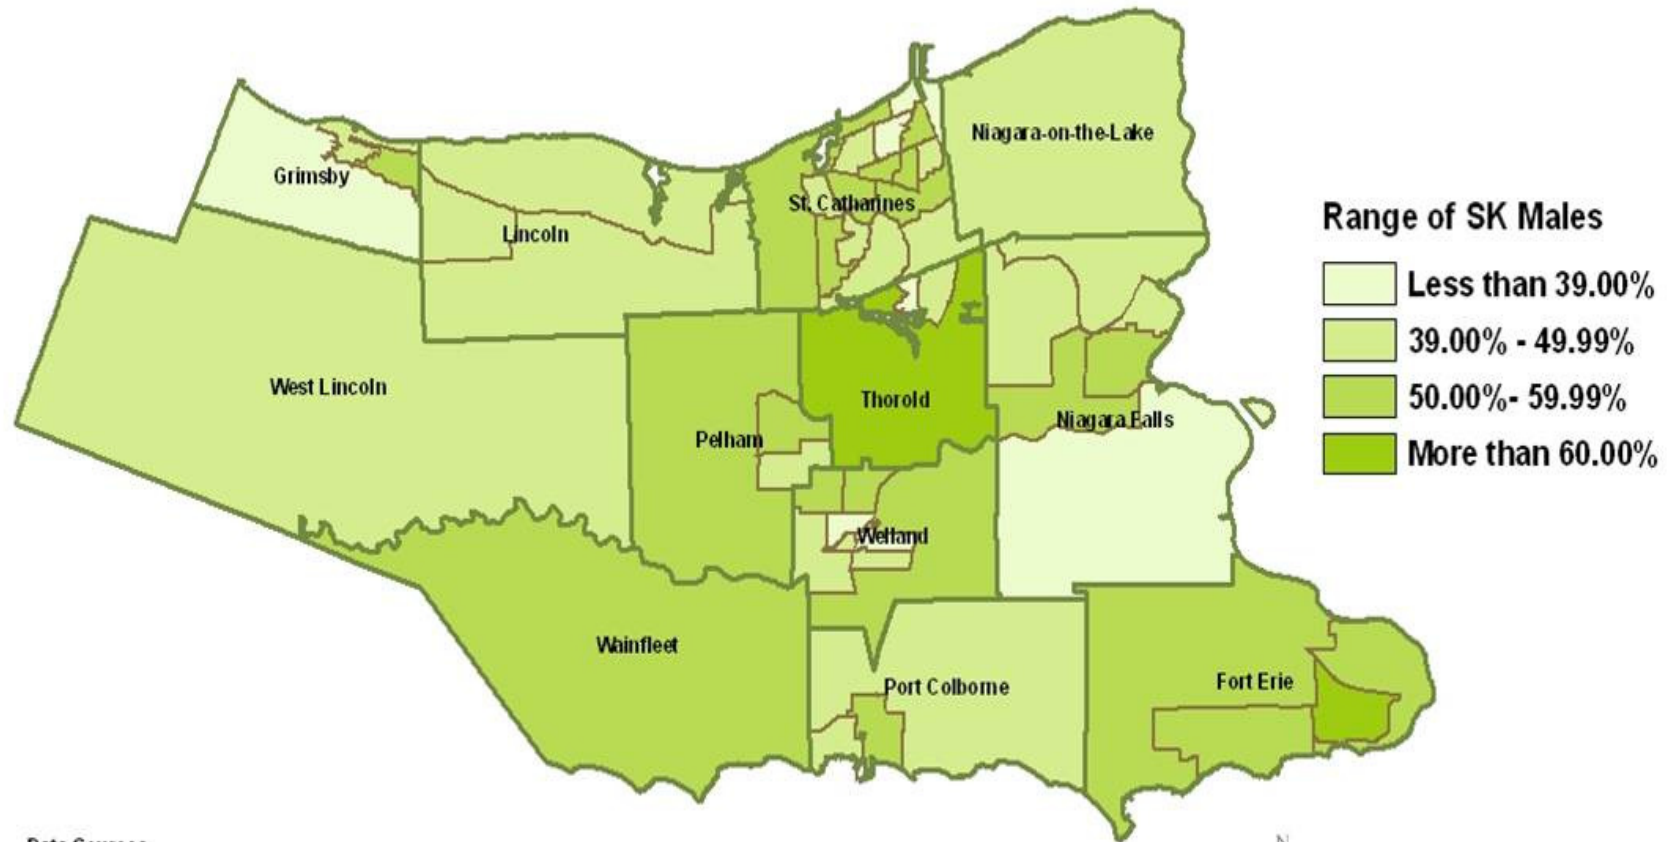 Niagara-on-the-Lake
Grimsby
St. Catharines
Lincoln
West Lincoln
Thorold
Niagara Falls
Pelham
Welland
Wainfleet
Port Colborne
Fort Erie
Range of SK Males
Less than 39.00%
39.00% - 49.99%
50.00%- 59.99%
More than 60.00%
N